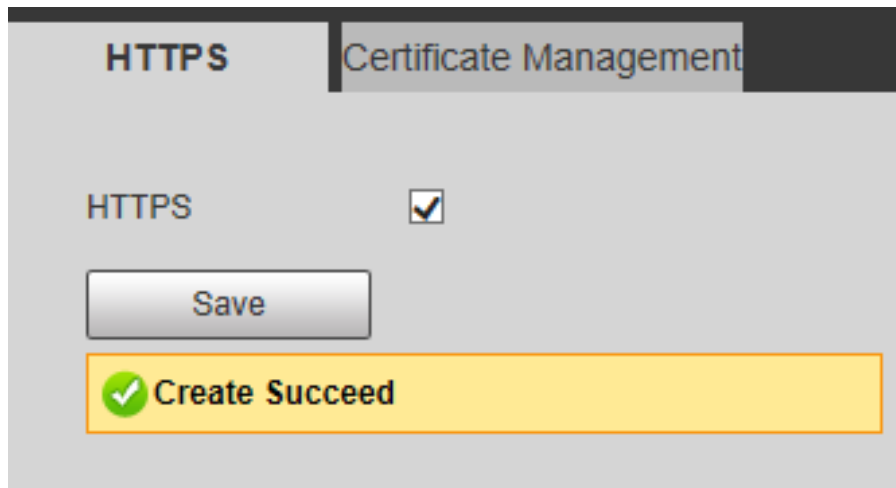 HTTPS Certificate Management
HTTPS
Save
Create Succeed